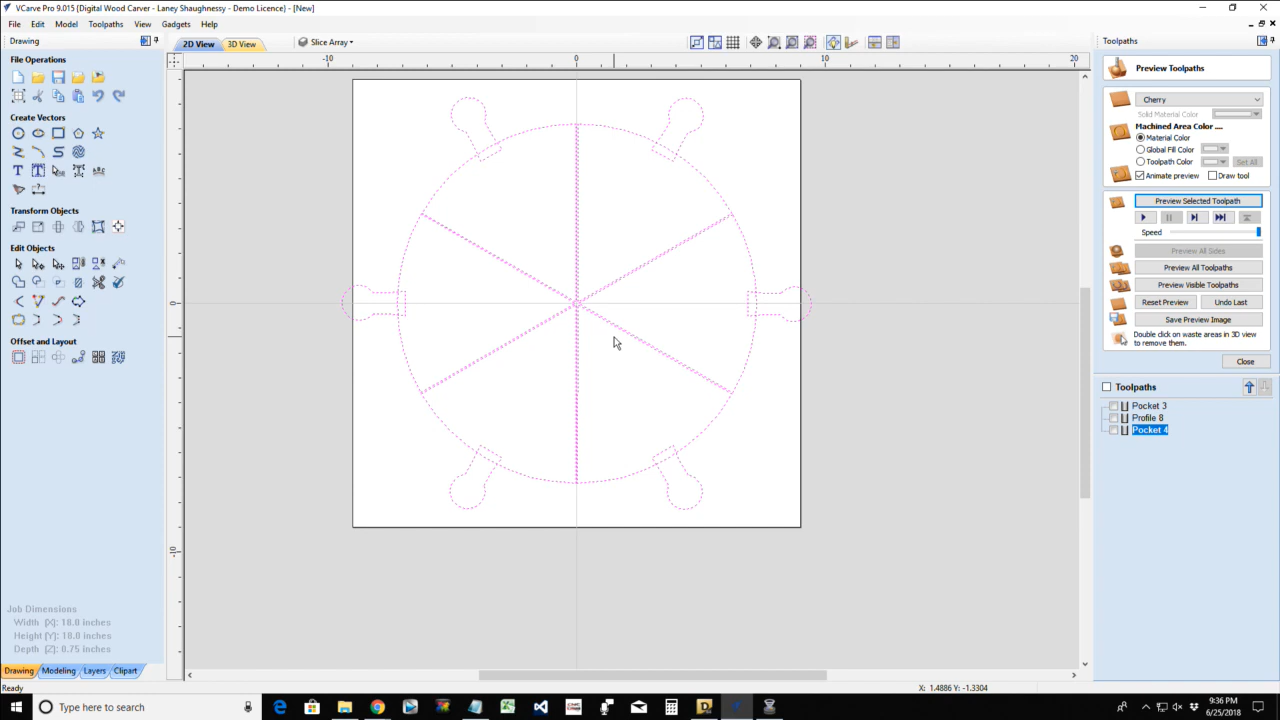 VCarve Pro 9.015 {Digital Wood Carver - Laney Shaughnessy - Demo Licence} - [New]
File Edit Model Toolpaths View Gadgets Help
Drawing
File Operations
Create Vectors
Transform Objects
Edit Objects
Offset and Layout
Job Dimensions
Width (X): 18.0 inches
Height (Y): 18.0 inches
Depth (Z): 0.75 inches
Drawing Modeling Layers Clipart
Ready
2D View 3D View Slice Array
-10 0 10 20
0
-10
X: 1.4886 Y: -1.3304
Toolpaths
Preview Toolpaths
Cherry
Solid Material Color
Machined Area Color ....
Material Color
Global Fill Color
Toolpath Color Set All
Animate preview Draw tool
Preview Selected Toolpath
Speed
Preview All Sides
Preview All Toolpaths
Preview Visible Toolpaths
Reset Preview Undo Last
Save Preview Image
Double click on waste areas in 3D view
to remove them.
Close
Toolpaths
Pocket 3
Profile 8
Pocket 4
Type here to search
9:36 PM
6/25/2018